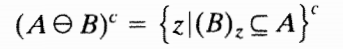 (A ⊖ B)ᶜ = {z|(B)_z ⊆ A}ᶜ